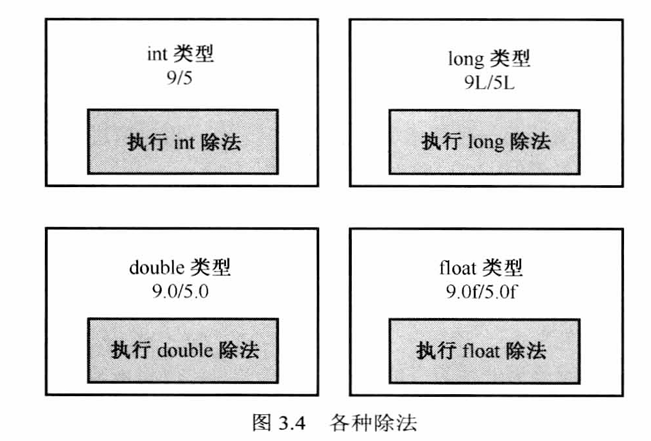 int 类型
9/5
执行 int 除法
long 类型
9L/5L
执行 long 除法
double 类型
9.0/5.0
执行 double 除法
float 类型
9.0f/5.0f
执行 float 除法
图 3.4 各种除法